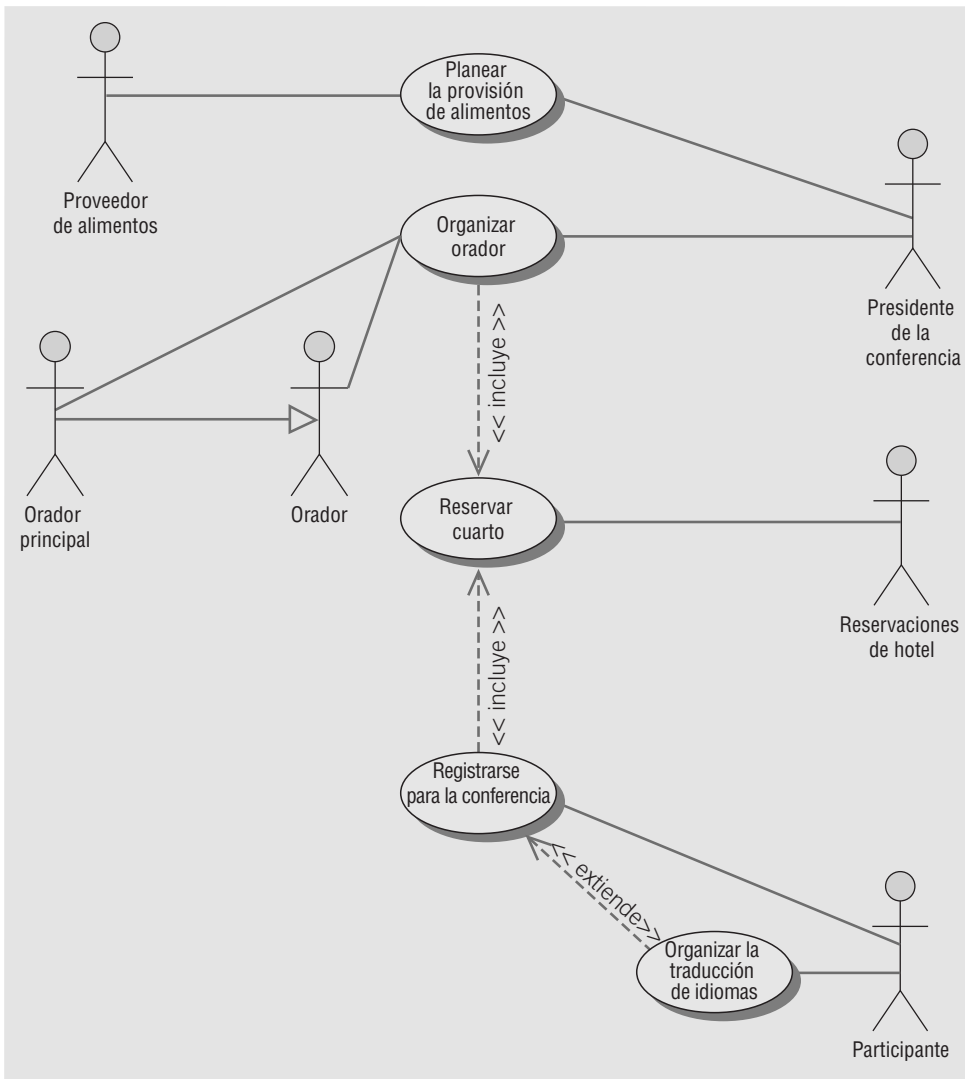 Planear
la provisión
de alimentos
Proveedor
de alimentos
Organizar
orador
Presidente
de la
conferencia
<< incluye >>
Orador
principal
Orador
Reservar
cuarto
Reservaciones
de hotel
<< incluye >>
Registrarse
para la conferencia
<< extiende>>
Organizar la
traducción
de idiomas
Participante